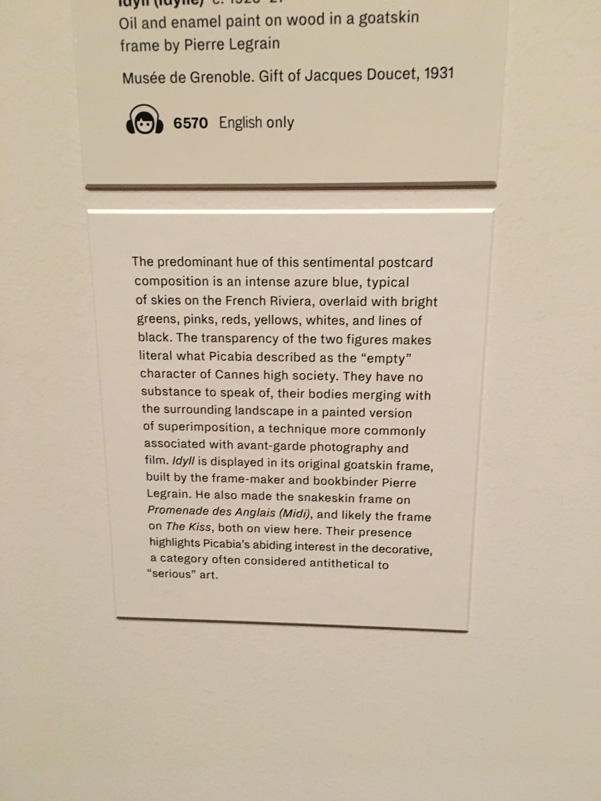 Idyll (Idylle)
Oil and enamel paint on wood in a goatskin
frame by Pierre Legrain
Musée de Grenoble. Gift of Jacques Doucet, 1931
6570 English only
The predominant hue of this sentimental postcard
composition is an intense azure blue, typical
of skies on the French Riviera, overlaid with bright
greens, pinks, reds, yellows, whites, and lines of
black. The transparency of the two figures makes
literal what Picabia described as the “empty”
character of Cannes high society. They have no
substance to speak of, their bodies merging with
the surrounding landscape in a painted version
of superimposition, a technique more commonly
associated with avant-garde photography and
film. Idyll is displayed in its original goatskin frame,
built by the frame-maker and bookbinder Pierre
Legrain. He also made the snakeskin frame on
Promenade des Anglais (Midi), and likely the frame
on The Kiss, both on view here. Their presence
highlights Picabia's abiding interest in the decorative,
a category often considered antithetical to
“serious” art.